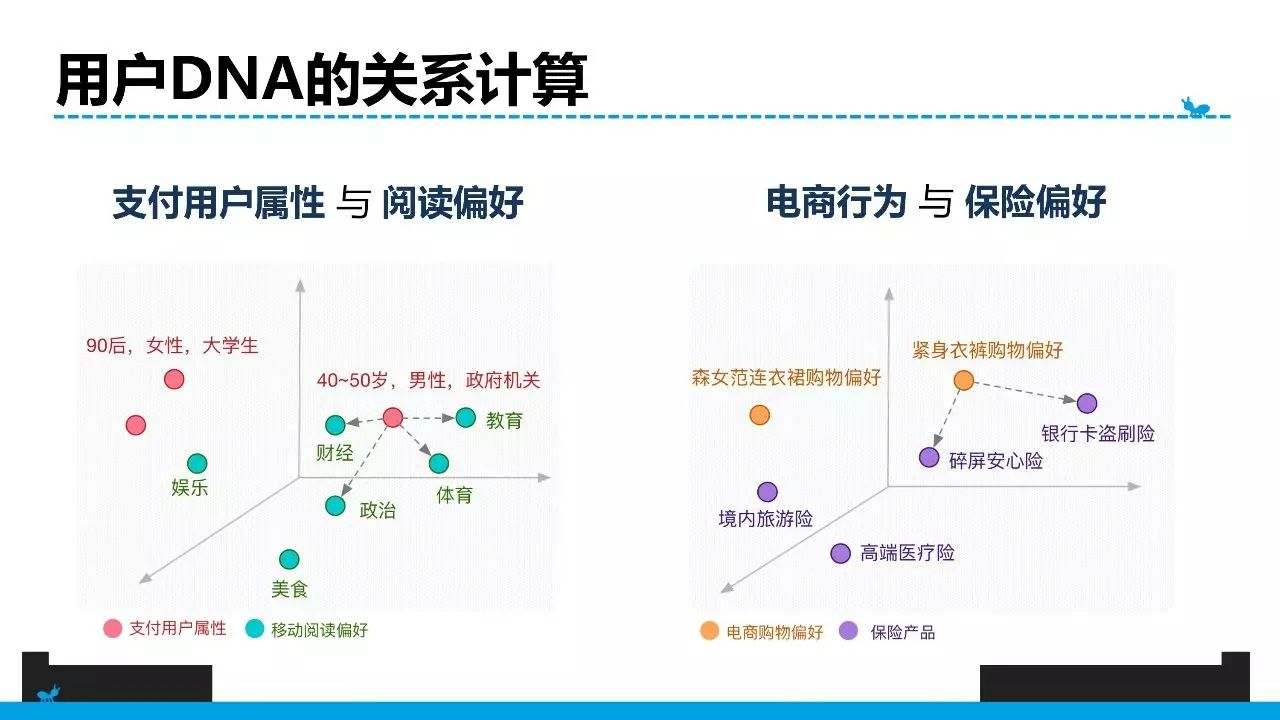 用户DNA的关系计算
支付用户属性 与 阅读偏好
90后，女性，大学生
40~50岁，男性，政府机关
教育
财经
体育
娱乐
政治
美食
支付用户属性
移动阅读偏好
电商行为 与 保险偏好
紧身衣裤购物偏好
森女范连衣裙购物偏好
银行卡盗刷险
碎屏安心险
境内旅游险
高端医疗险
电商购物偏好
保险产品